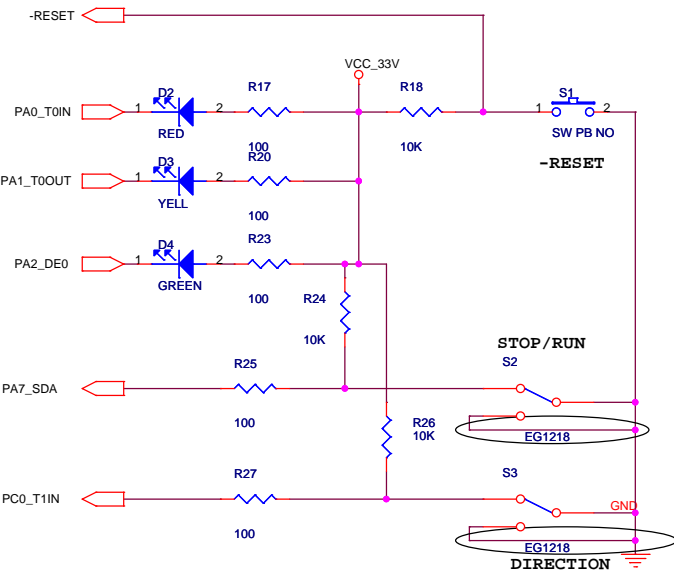 -RESET
VCC_33V
PA0_T0IN
1
D2
2
RED
R17
100
R18
10K
1
S1
2
SW PB NO
-RESET
PA1_T0OUT
1
D3
2
YELL
R20
100
PA2_DE0
1
D4
2
GREEN
R23
100
R24
10K
STOP/RUN
S2
PA7_SDA
R25
100
EG1218
R26
10K
PC0_T1IN
R27
100
S3
GND
EG1218
DIRECTION